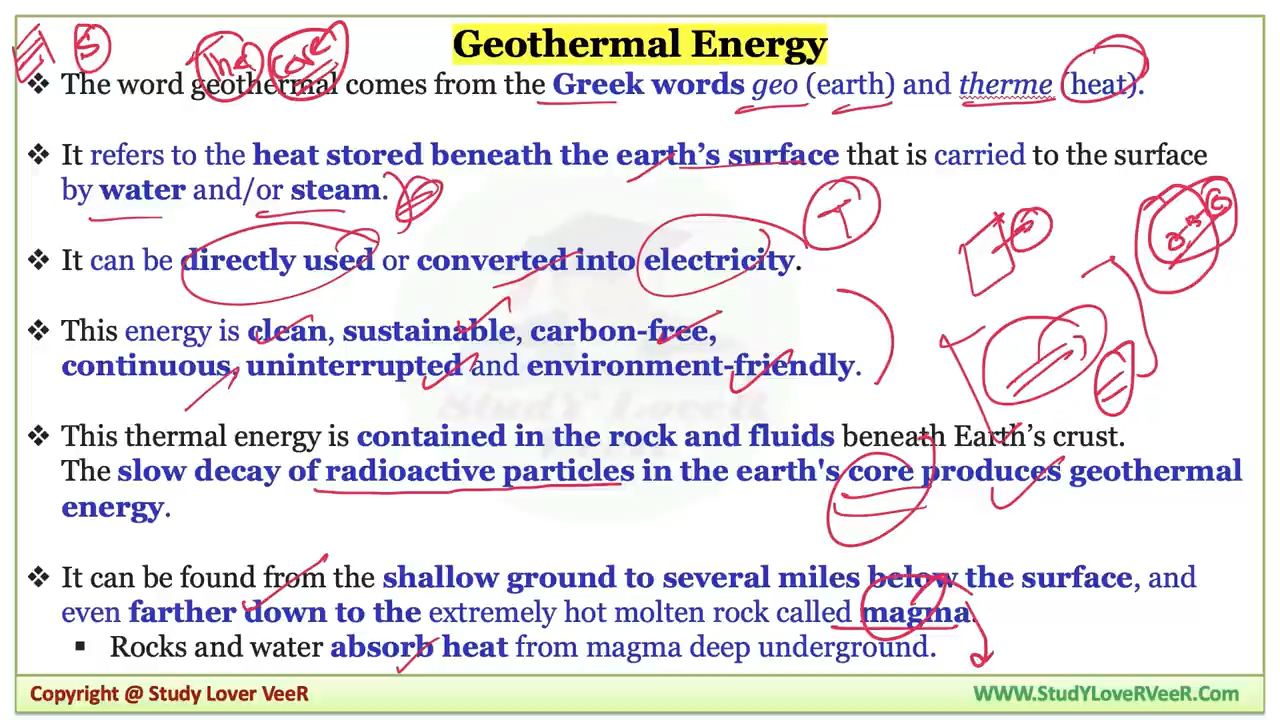 Geothermal Energy
❖ The word geothermal comes from the Greek words geo (earth) and therme (heat).
❖ It refers to the heat stored beneath the earth's surface that is carried to the surface
by water and/or steam.
❖ It can be directly used or converted into electricity.
❖ This energy is clean, sustainable, carbon-free,
continuous, uninterrupted and environment-friendly.
❖ This thermal energy is contained in the rock and fluids beneath Earth's crust.
The slow decay of radioactive particles in the earth's core produces geothermal
energy.
❖ It can be found from the shallow ground to several miles below the surface, and
even farther down to the extremely hot molten rock called magma.
▪ Rocks and water absorb heat from magma deep underground.
Copyright @ Study Lover VeeR
WWW.StudYLoveRVeeR.Com